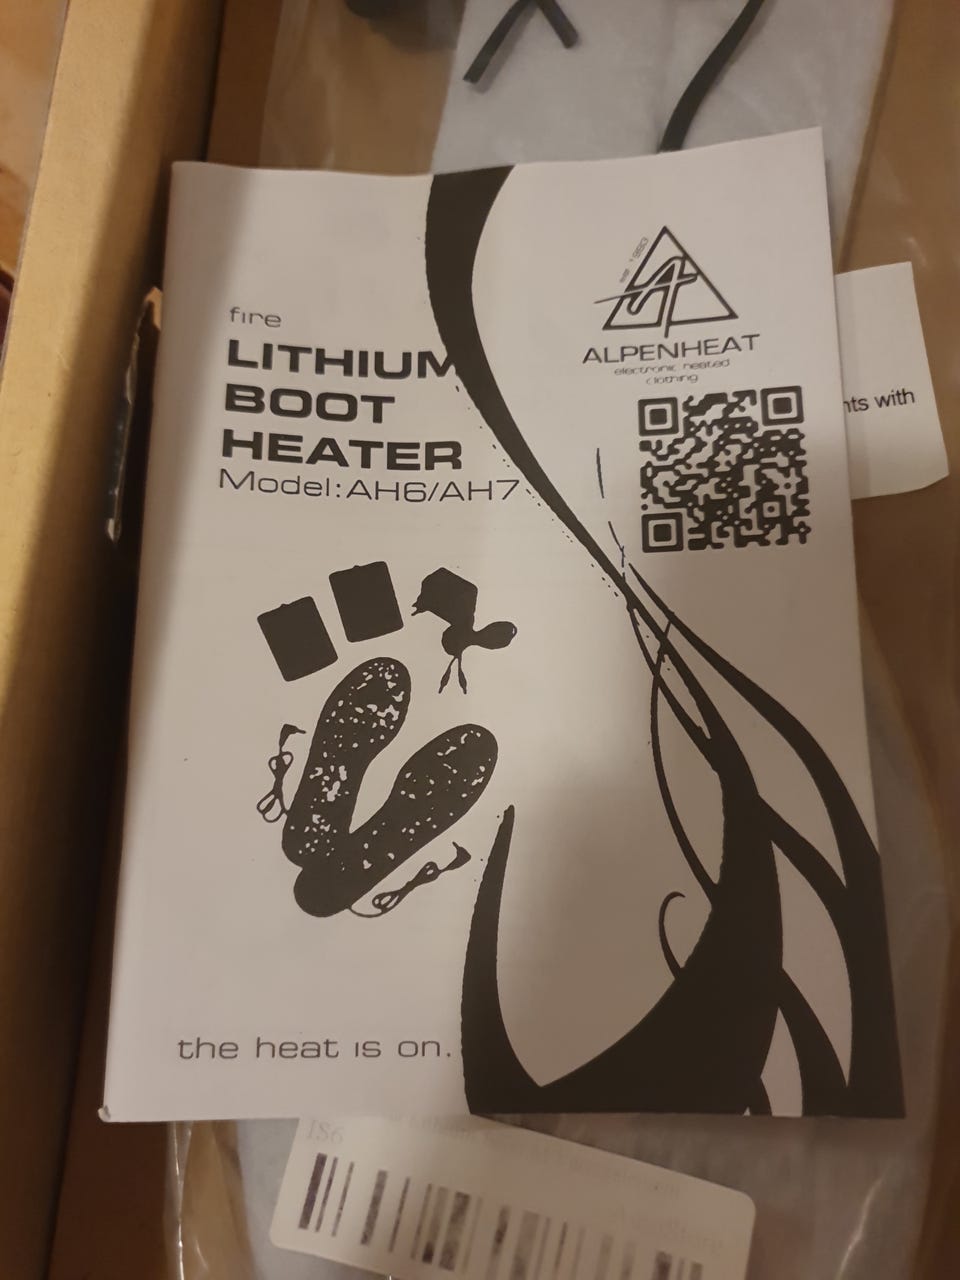 fire
LITHIUM
BOOT
HEATER
Model:AH6/AH7
ALPENHEAT
electronic heated
clothing
nts with
the heat is on.
IS6